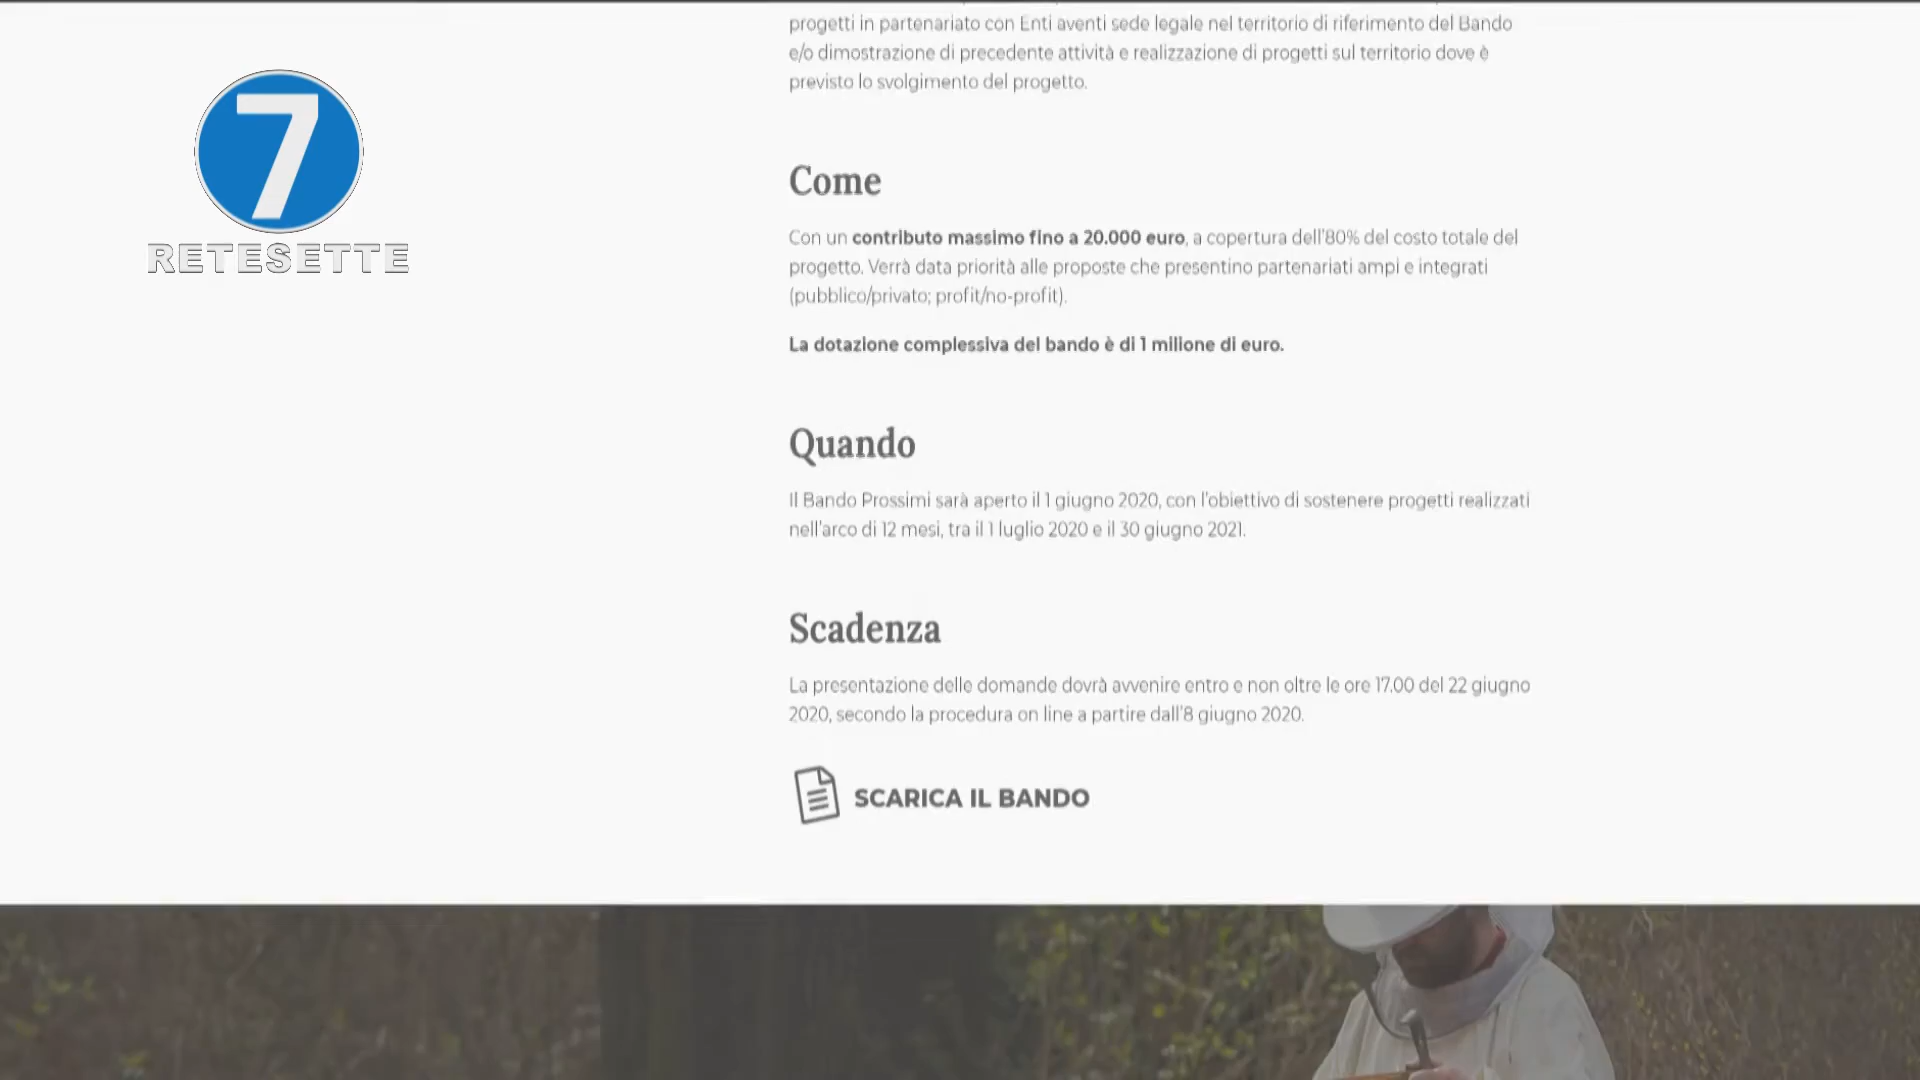 progetti in partenariato con Enti aventi sede legale nel territorio di riferimento del Bando
e/o dimostrazione di precedente attività e realizzazione di progetti sul territorio dove è
previsto lo svolgimento del progetto.
7
RETESETTE
Come
Con un contributo massimo fino a 20.000 euro, a copertura dell'80% del costo totale del
progetto. Verrà data priorità alle proposte che presentino partenariati ampi e integrati
(pubblico/privato; profit/no-profit).
La dotazione complessiva del bando è di 1 milione di euro.
Quando
Il Bando Prossimi sarà aperto il 1 giugno 2020, con l'obiettivo di sostenere progetti realizzati
nell'arco di 12 mesi, tra il 1 luglio 2020 e il 30 giugno 2021.
Scadenza
La presentazione delle domande dovrà avvenire entro e non oltre le ore 17.00 del 22 giugno
2020, secondo la procedura on line a partire dall'8 giugno 2020.
SCARICA IL BANDO